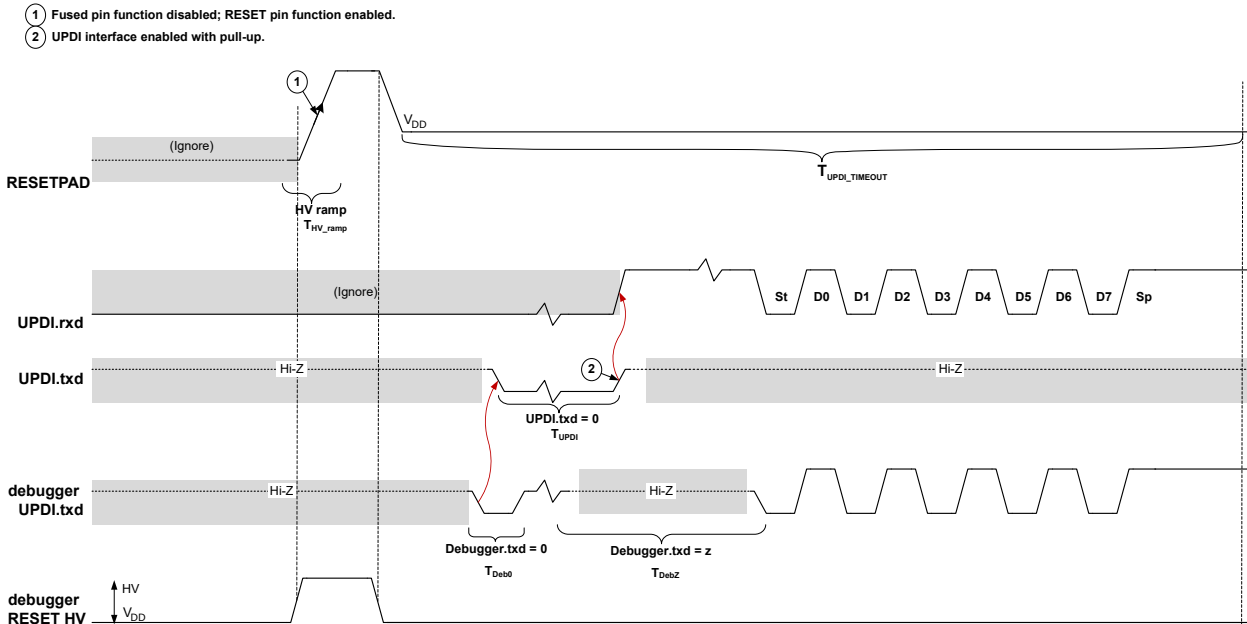 1 Fused pin function disabled; RESET pin function enabled.
2 UPDI interface enabled with pull-up.
1
VDD
(Ignore)
RESETPAD
TUPDI_TIMEOUT
HV ramp
THV_ramp
(Ignore)
St D0 D1 D2 D3 D4 D5 D6 D7 Sp
UPDI.rxd
Hi-Z 2 Hi-Z
UPDI.txd
UPDI.txd = 0
TUPDI
debugger
UPDI.txd
Hi-Z Hi-Z
Debugger.txd = 0 Debugger.txd = z
TDeb0 TDebZ
HV
debugger
RESET HV
VDD